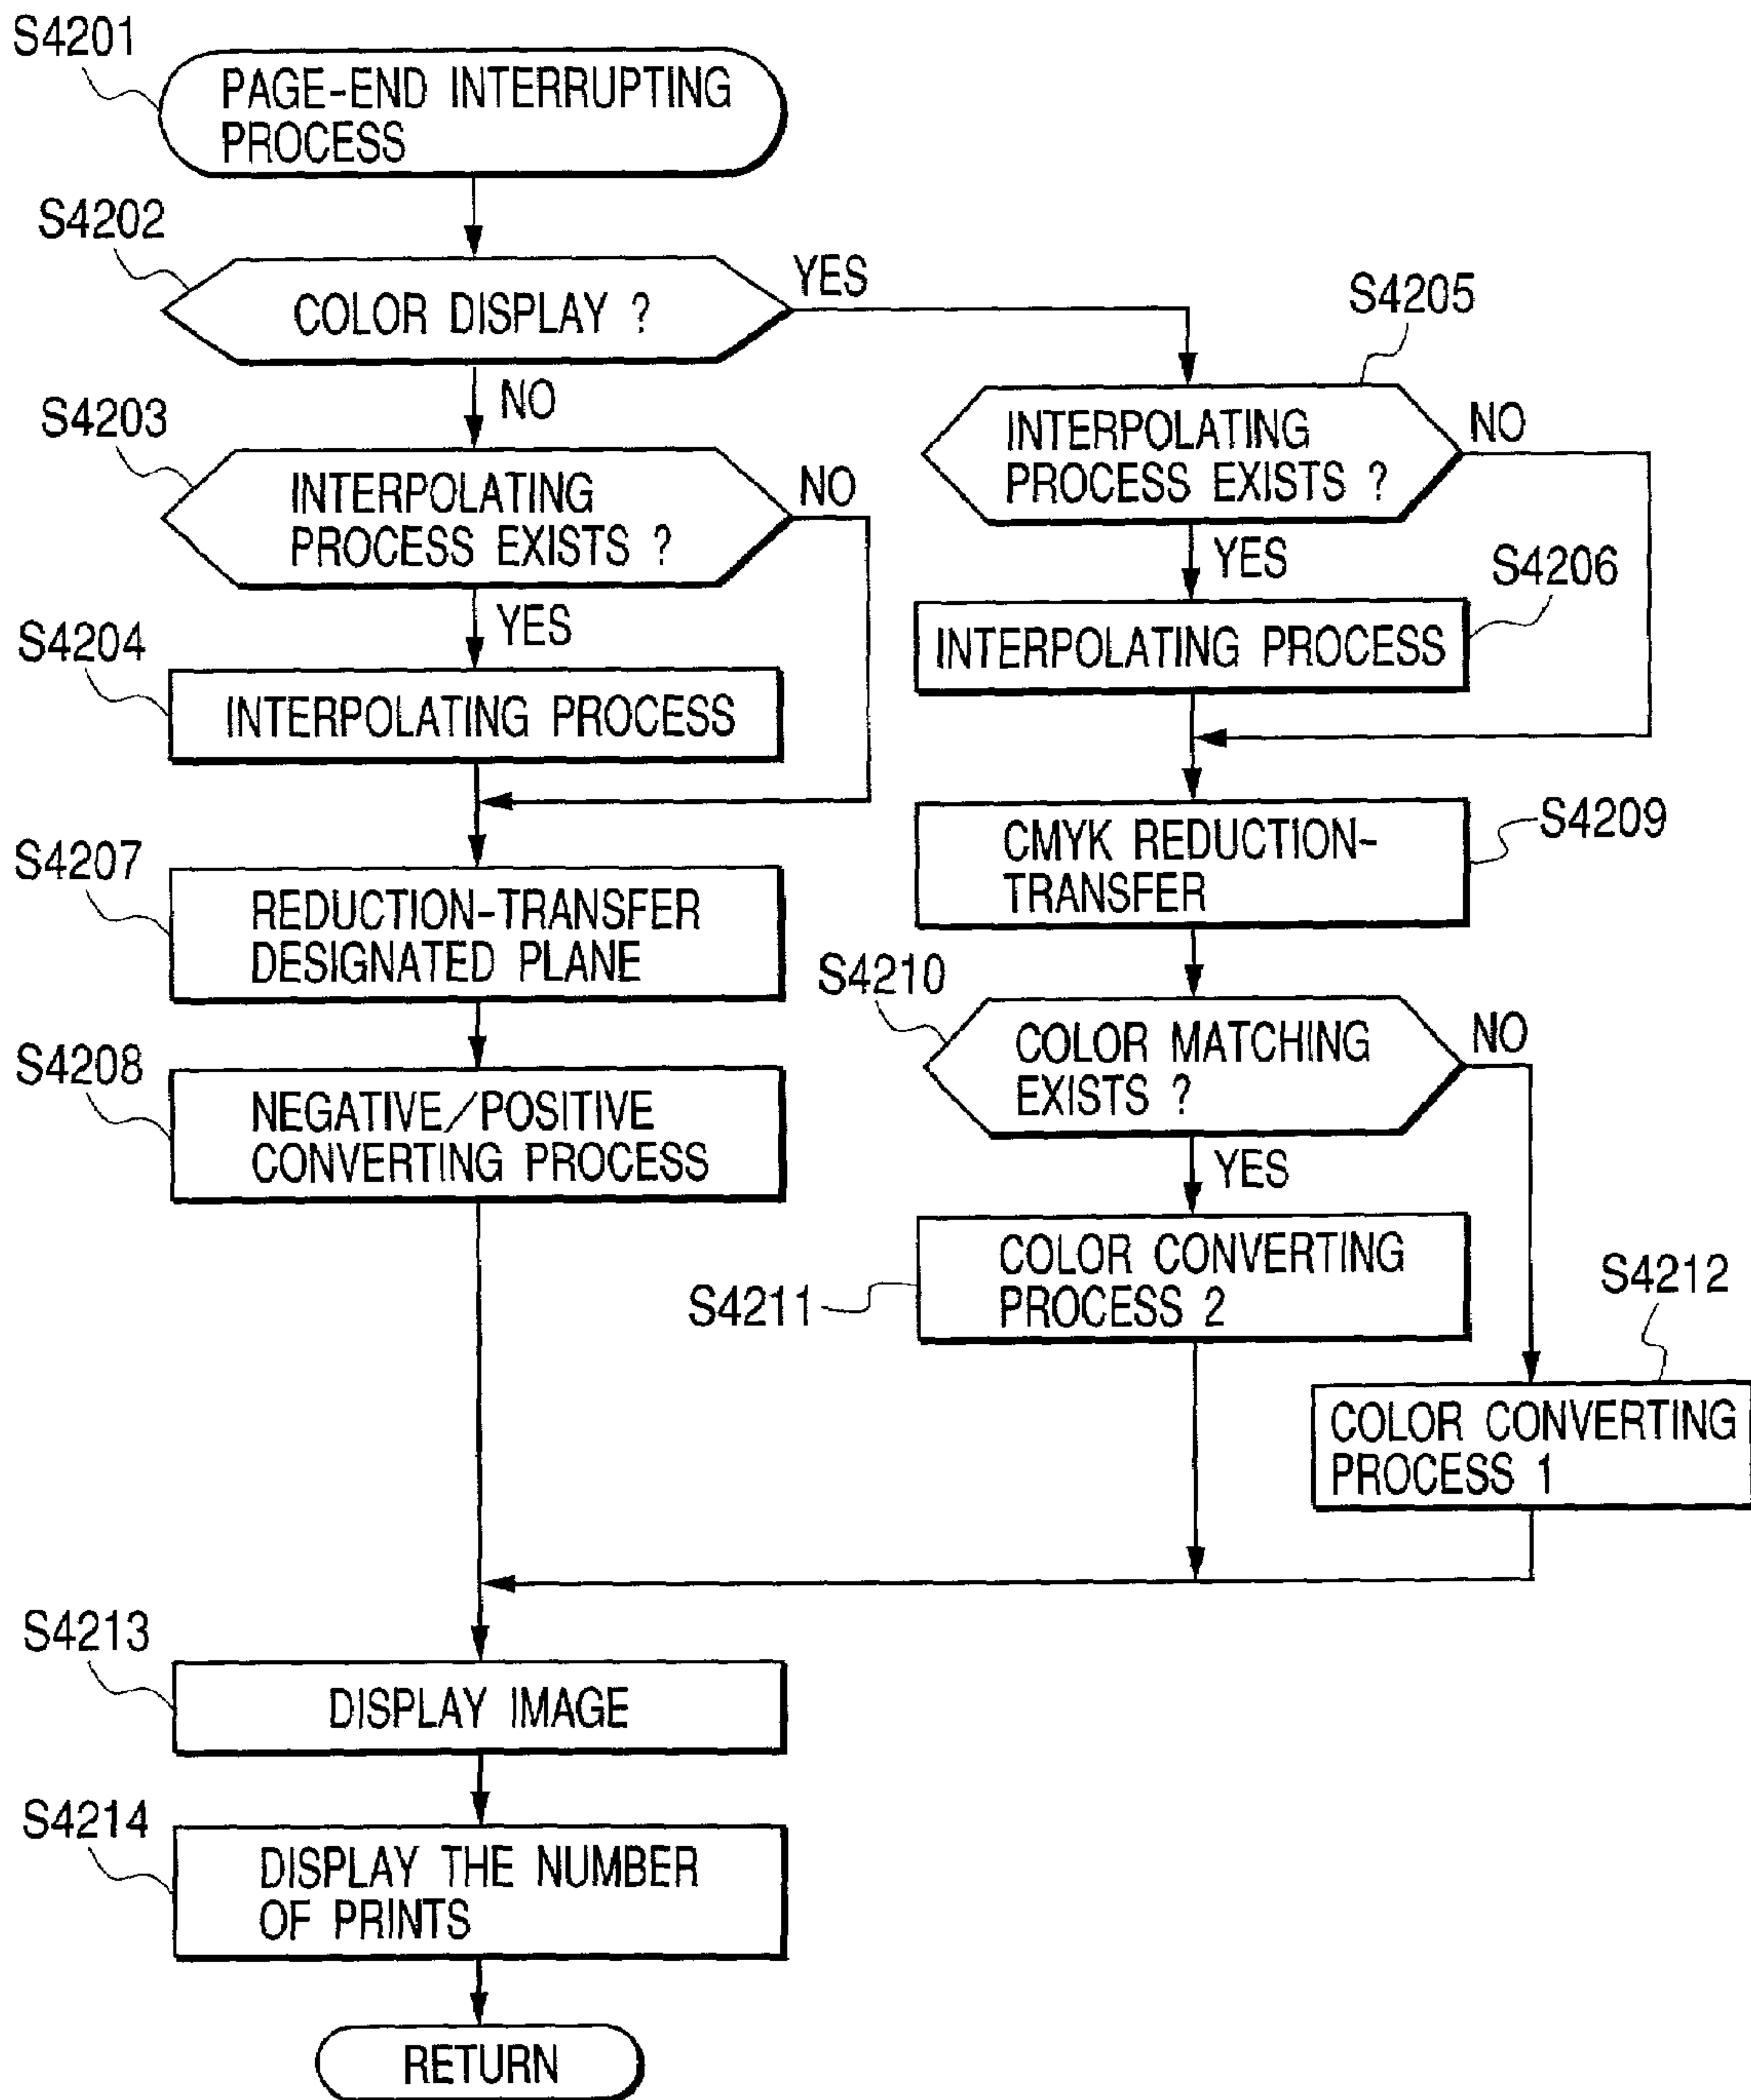 S4201
PAGE-END INTERRUPTING
PROCESS
S4202
COLOR DISPLAY ?
YES
NO
S4203
INTERPOLATING
PROCESS EXISTS ?
NO
YES
S4204
INTERPOLATING PROCESS
S4205
INTERPOLATING
PROCESS EXISTS ?
NO
YES
S4206
INTERPOLATING PROCESS
S4207
REDUCTION-TRANSFER
DESIGNATED PLANE
S4208
NEGATIVE/POSITIVE
CONVERTING PROCESS
S4209
CMYK REDUCTION-
TRANSFER
S4210
COLOR MATCHING
EXISTS ?
NO
YES
S4211
COLOR CONVERTING
PROCESS 2
S4212
COLOR CONVERTING
PROCESS 1
S4213
DISPLAY IMAGE
S4214
DISPLAY THE NUMBER
OF PRINTS
RETURN